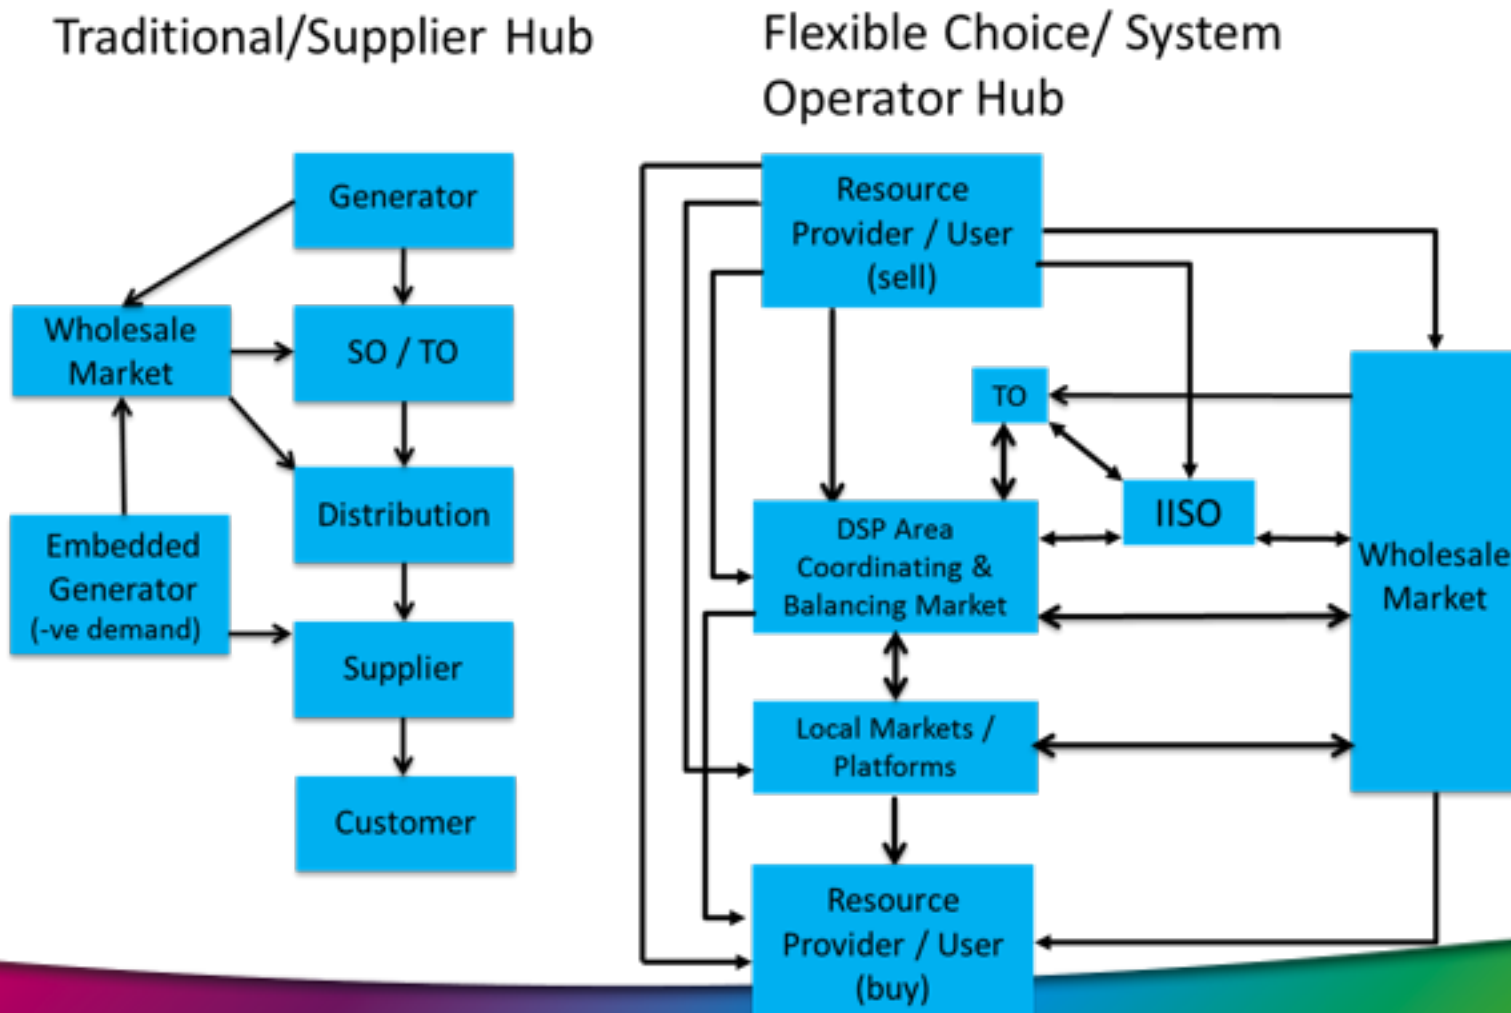 Traditional/Supplier Hub
Generator
Wholesale
Market
SO / TO
Distribution
Embedded
Generator
(-ve demand)
Supplier
Customer
Flexible Choice/ System
Operator Hub
Resource
Provider / User
(sell)
TO
IISO
DSP Area
Coordinating &
Balancing Market
Wholesale
Market
Local Markets /
Platforms
Resource
Provider / User
(buy)